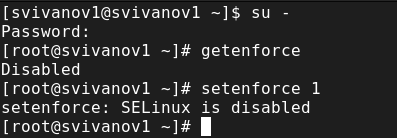 [svivanov1@svivanov1 ~]$ su -
Password:
[root@svivanov1 ~]# getenforce
Disabled
[root@svivanov1 ~]# setenforce 1
setenforce: SELinux is disabled
[root@svivanov1 ~]#